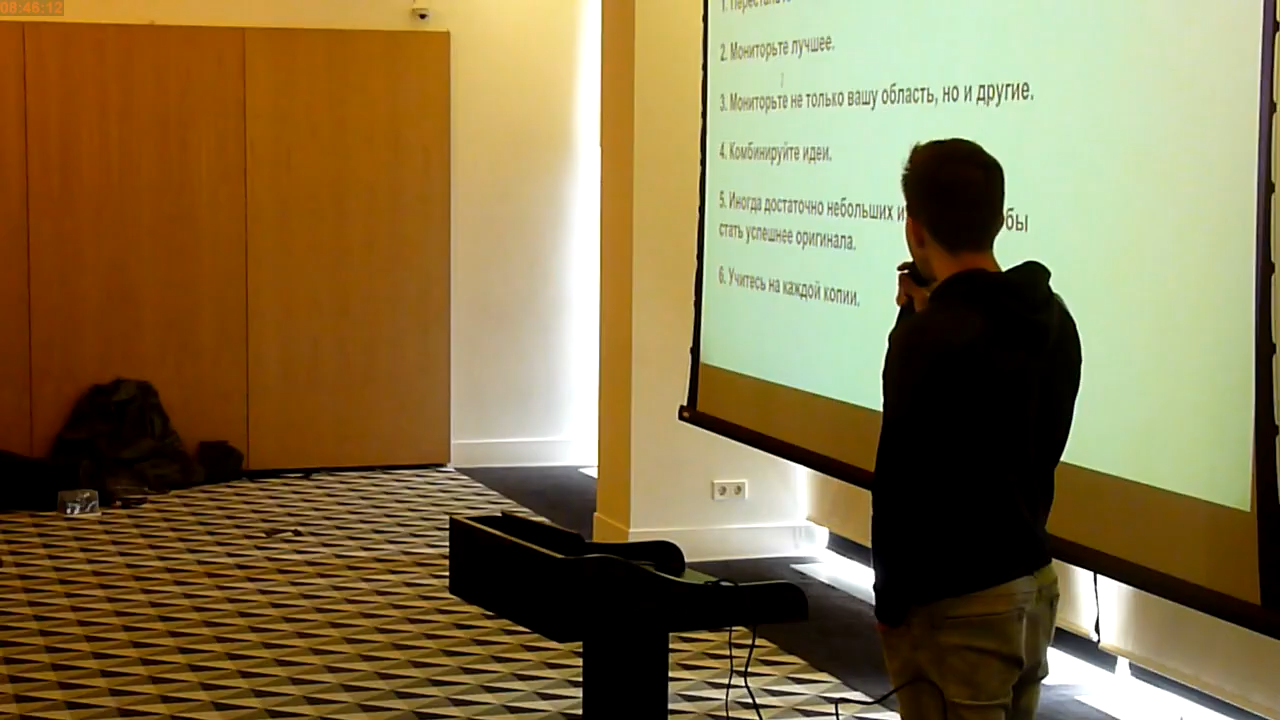 08:46:12
1.
2. Мониторьте лучшее.
3. Мониторьте не только вашу область, но и другие.
4. Комбинируйте идеи.
5. Иногда достаточно небольших
стать успешнее оригинала.
6. Учитесь на каждой копии.